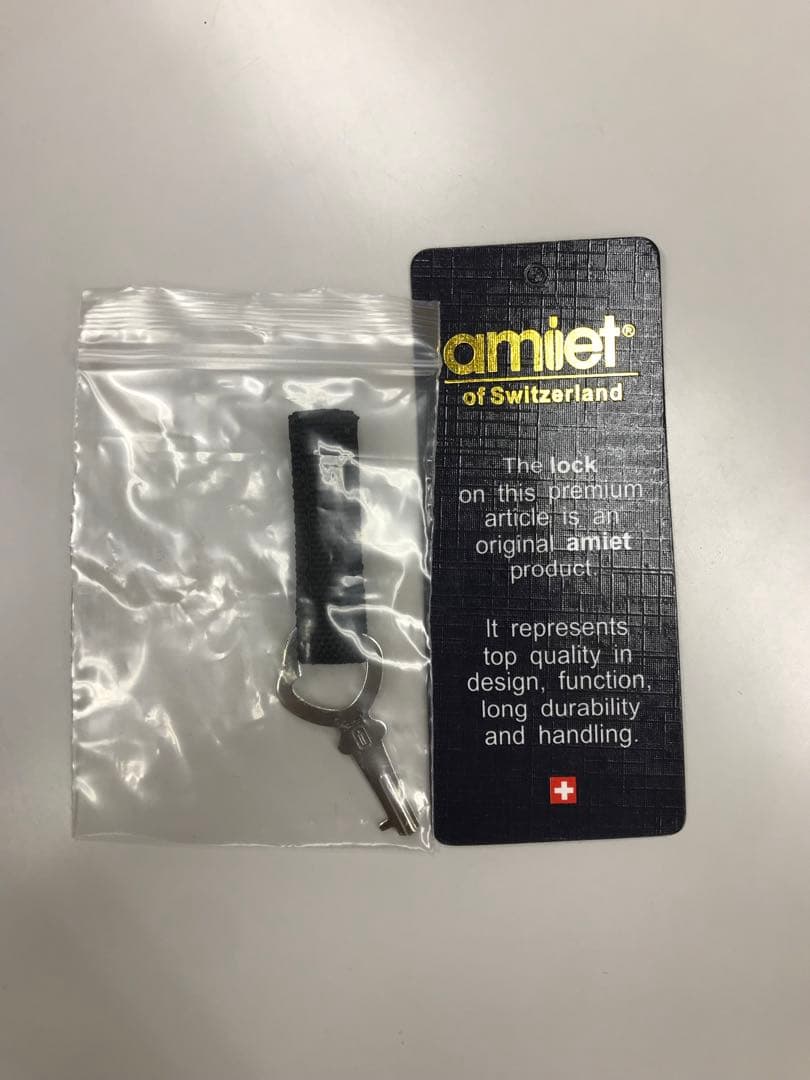 amiet®
of Switzerland
The lock
on this premium
article is an
original amiet
product.
It represents
top quality in
design, function,
long durability
and handling.